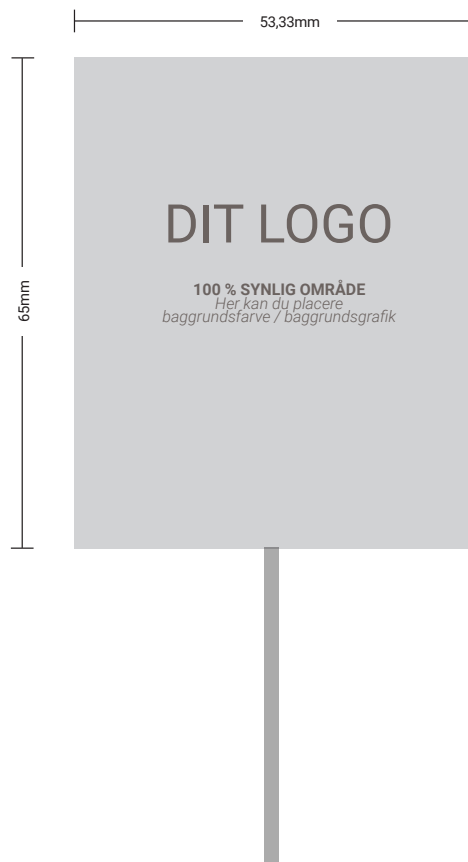 53,33mm
65mm
DIT LOGO
100 % SYNLIG OMRÅDE
Her kan du placere
baggrundsfarve / baggrundsgrafik